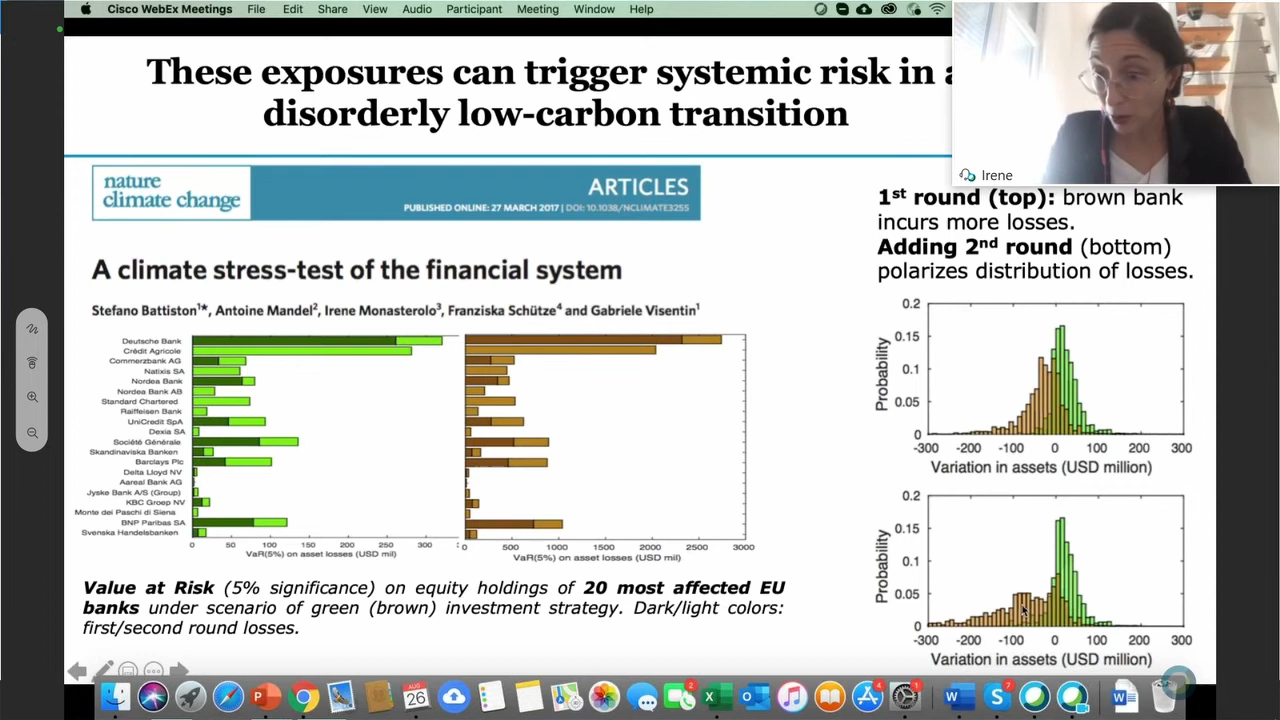 Cisco WebEx Meetings File Edit Share View Audio Participant Meeting Window Help
These exposures can trigger systemic risk in a
disorderly low-carbon transition
Irene
nature
climate change
ARTICLES
PUBLISHED ONLINE: 27 MARCH 2017 | DOI: 10.1038/NCLIMATE3255
A climate stress-test of the financial system
Stefano Battiston1*, Antoine Mandel2, Irene Monasterolo3, Franziska Schütze4 and Gabriele Visentin1
Deutsche Bank
Crédit Agricole
Commerzbank AG
Natixis SA
Nordea Bank
Nordea Bank AB
Standard Chartered
Raiffeisen Bank
UniCredit SpA
Dexia SA
Société Générale
Skandinaviska Banken
Barclays Plc
Delta Lloyd NV
Aareal Bank AG
Jyske Bank A/S (Group)
KBC Groep NV
Monte dei Paschi di Siena
BNP Paribas SA
Svenska Handelsbanken
0 50 100 150 200 250 300
VaR(5%) on asset losses (USD mil)
0 500 1000 1500 2000 2500 3000
VaR(5%) on asset losses (USD mil)
Value at Risk (5% significance) on equity holdings of 20 most affected EU
banks under scenario of green (brown) investment strategy. Dark/light colors:
first/second round losses.
1st round (top): brown bank
incurs more losses.
Adding 2nd round (bottom)
polarizes distribution of losses.
0.2
0.15
0.1
0.05
0
Probability
-300 -200 -100 0 100 200 300
Variation in assets (USD million)
0.2
0.15
0.1
0.05
0
Probability
-300 -200 -100 0 100 200 300
Variation in assets (USD million)
AUG
26
2
4
1
7